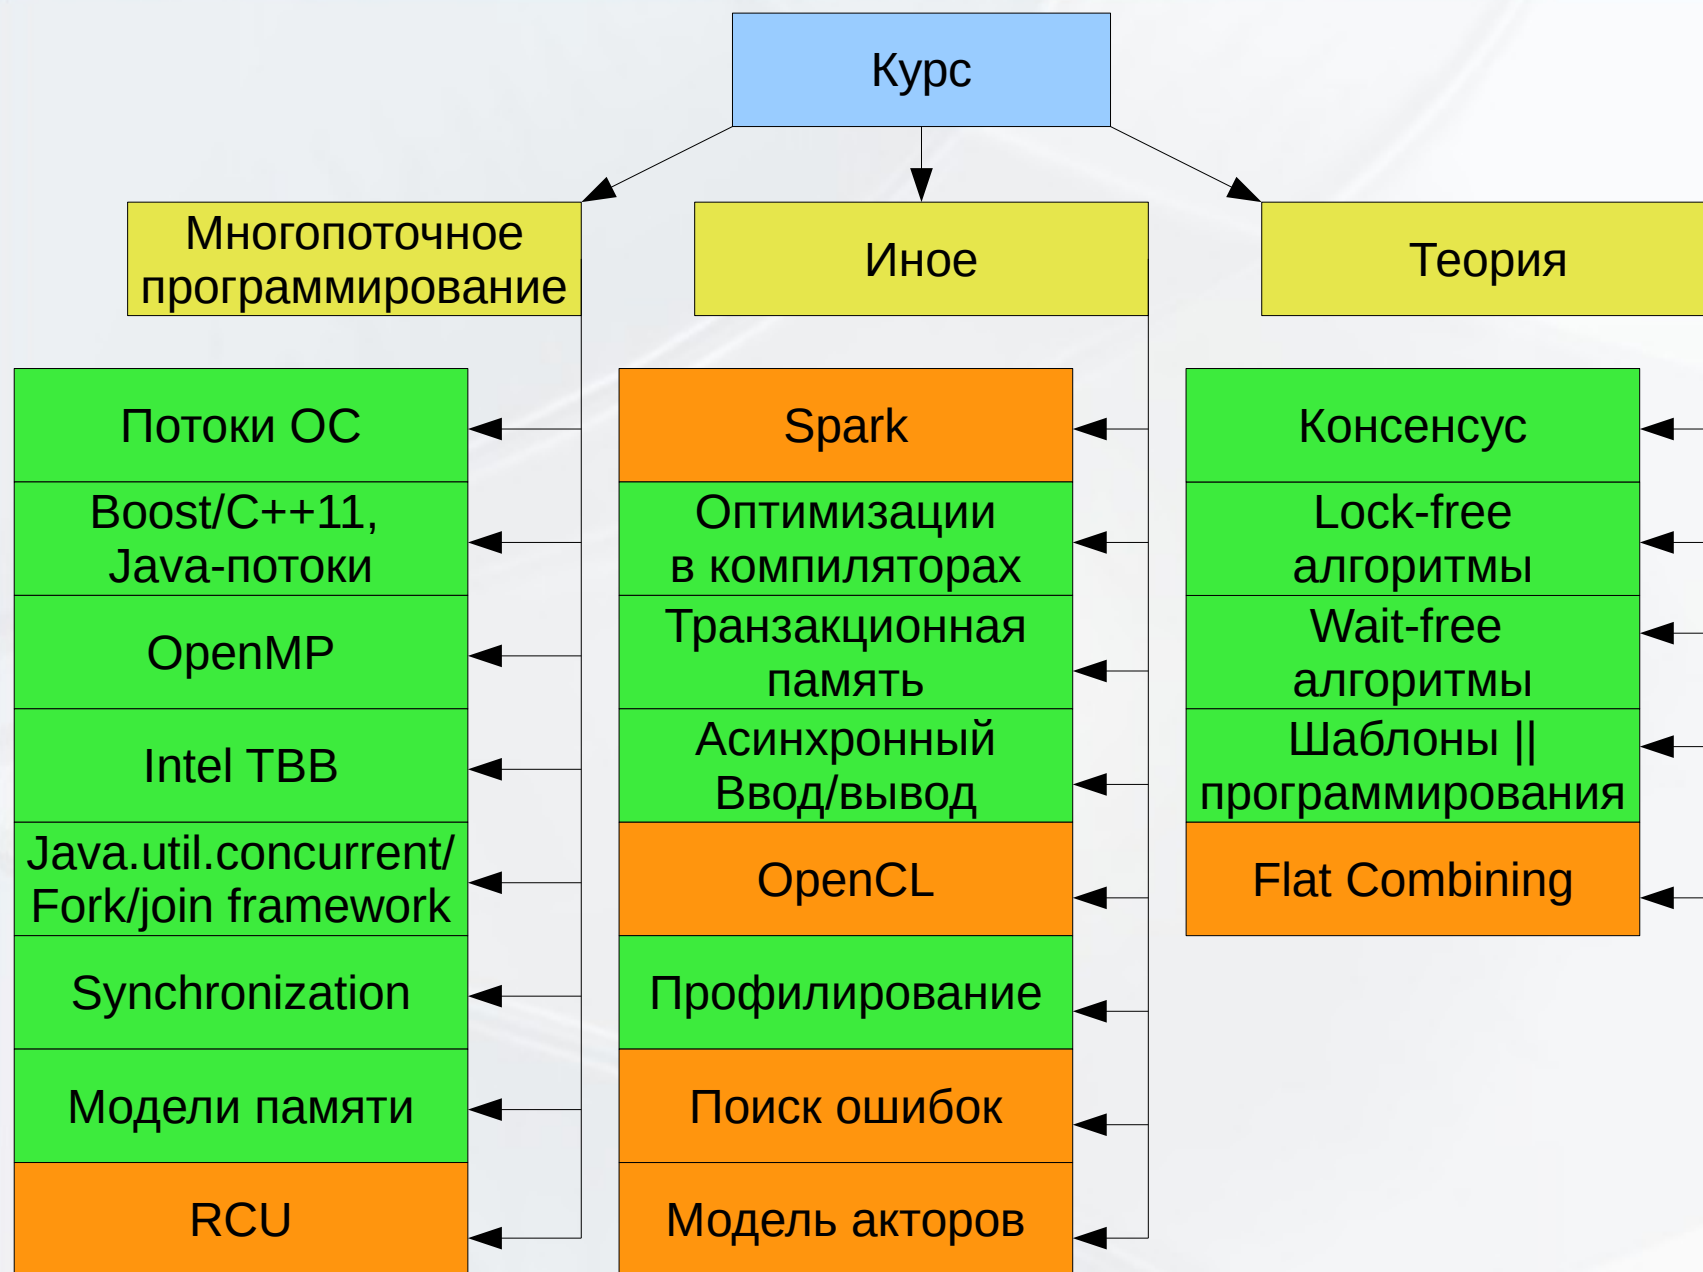 Курс
Многопоточное
программирование
Иное
Теория
Потоки ОС
Boost/C++11,
Java-потоки
OpenMP
Intel TBB
Java.util.concurrent/
Fork/join framework
Synchronization
Модели памяти
RCU
Spark
Оптимизации
в компиляторах
Транзакционная
память
Асинхронный
Ввод/вывод
OpenCL
Профилирование
Поиск ошибок
Модель акторов
Консенсус
Lock-free
алгоритмы
Wait-free
алгоритмы
Шаблоны ||
программирования
Flat Combining